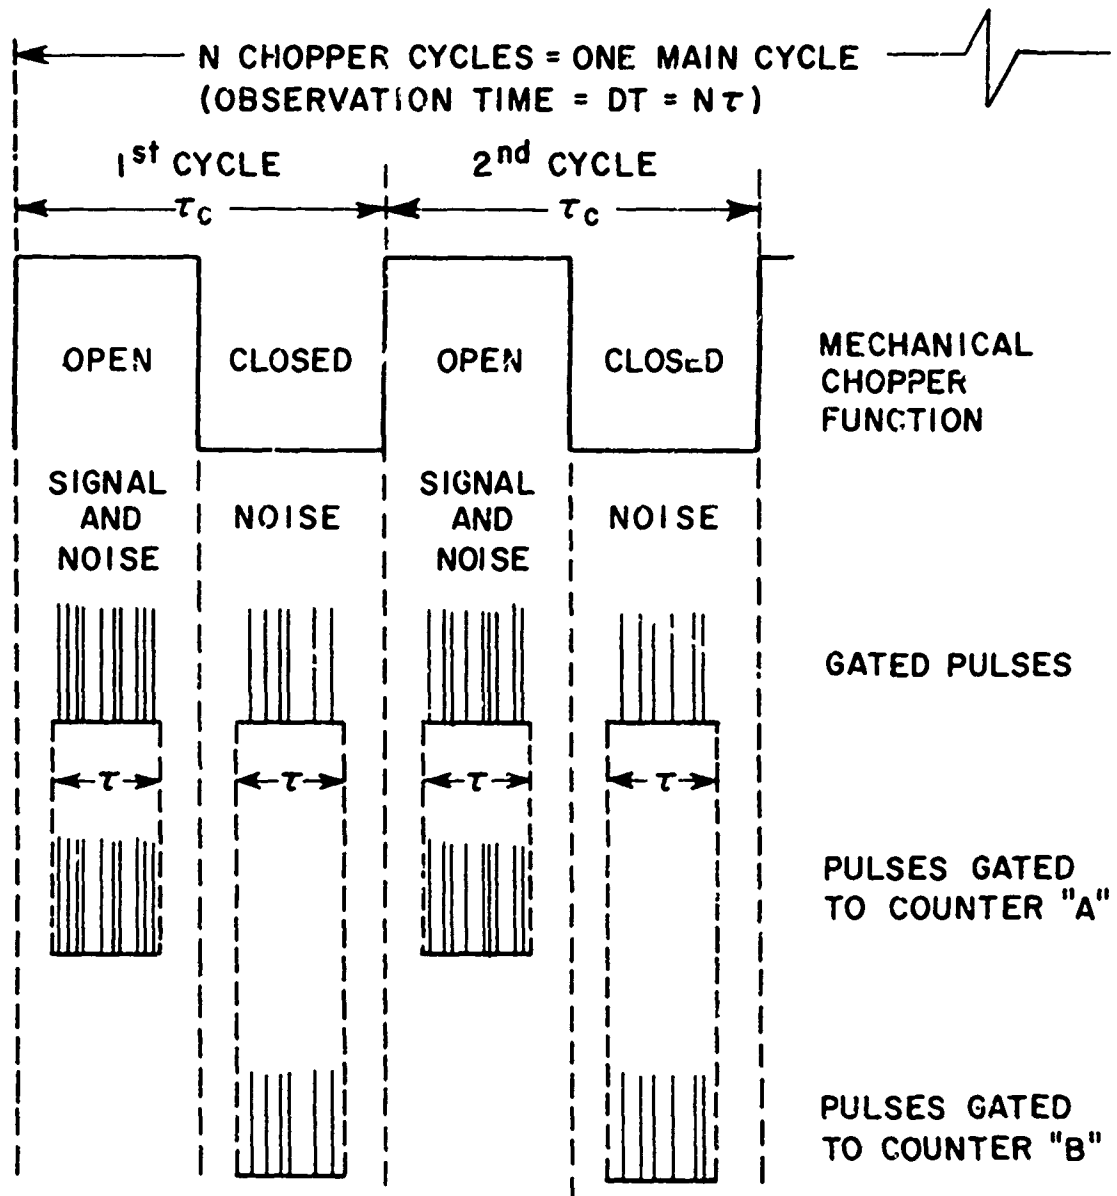 N CHOPPER CYCLES = ONE MAIN CYCLE
(OBSERVATION TIME = DT = Nτ)
1st CYCLE
2nd CYCLE
τc
τc
OPEN
CLOSED
OPEN
CLOSED
MECHANICAL
CHOPPER
FUNCTION
SIGNAL
AND
NOISE
NOISE
SIGNAL
AND
NOISE
NOISE
GATED PULSES
τ
τ
τ
τ
PULSES GATED
TO COUNTER "A"
PULSES GATED
TO COUNTER "B"